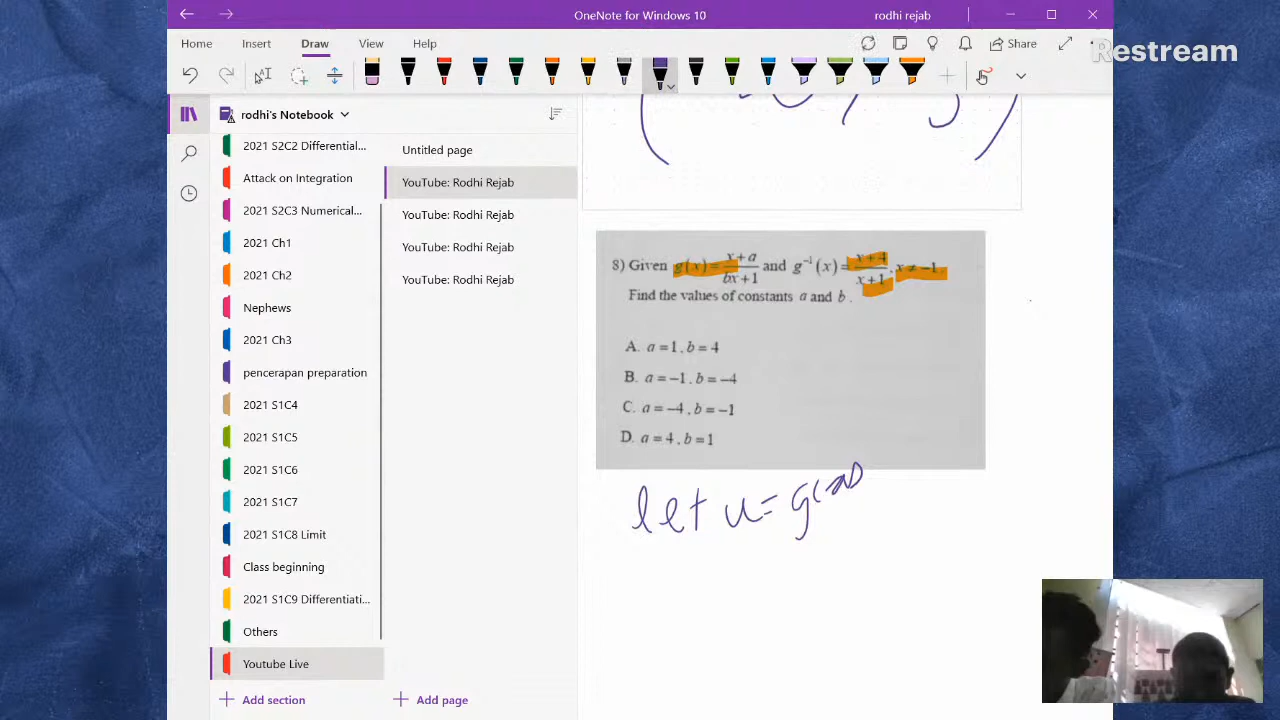 OneNote for Windows 10
rodhi rejab
Restream
Home Insert Draw View Help
Share
rodhi's Notebook
2021 S2C2 Differential...
Attack on Integration
2021 S2C3 Numerical...
2021 Ch1
2021 Ch2
Nephews
2021 Ch3
pencerapan preparation
2021 S1C4
2021 S1C5
2021 S1C6
2021 S1C7
2021 S1C8 Limit
Class beginning
2021 S1C9 Differentiati...
Others
Youtube Live
Add section
Untitled page
YouTube: Rodhi Rejab
YouTube: Rodhi Rejab
YouTube: Rodhi Rejab
YouTube: Rodhi Rejab
Add page
8) Given g(x) = (x+a)/(bx+1) and g⁻¹(x) = (x+4)/(x+1), x ≠ −1.
Find the values of constants a and b.
A. a = 1, b = 4
B. a = −1, b = −4
C. a = −4, b = −1
D. a = 4, b = 1
let u =